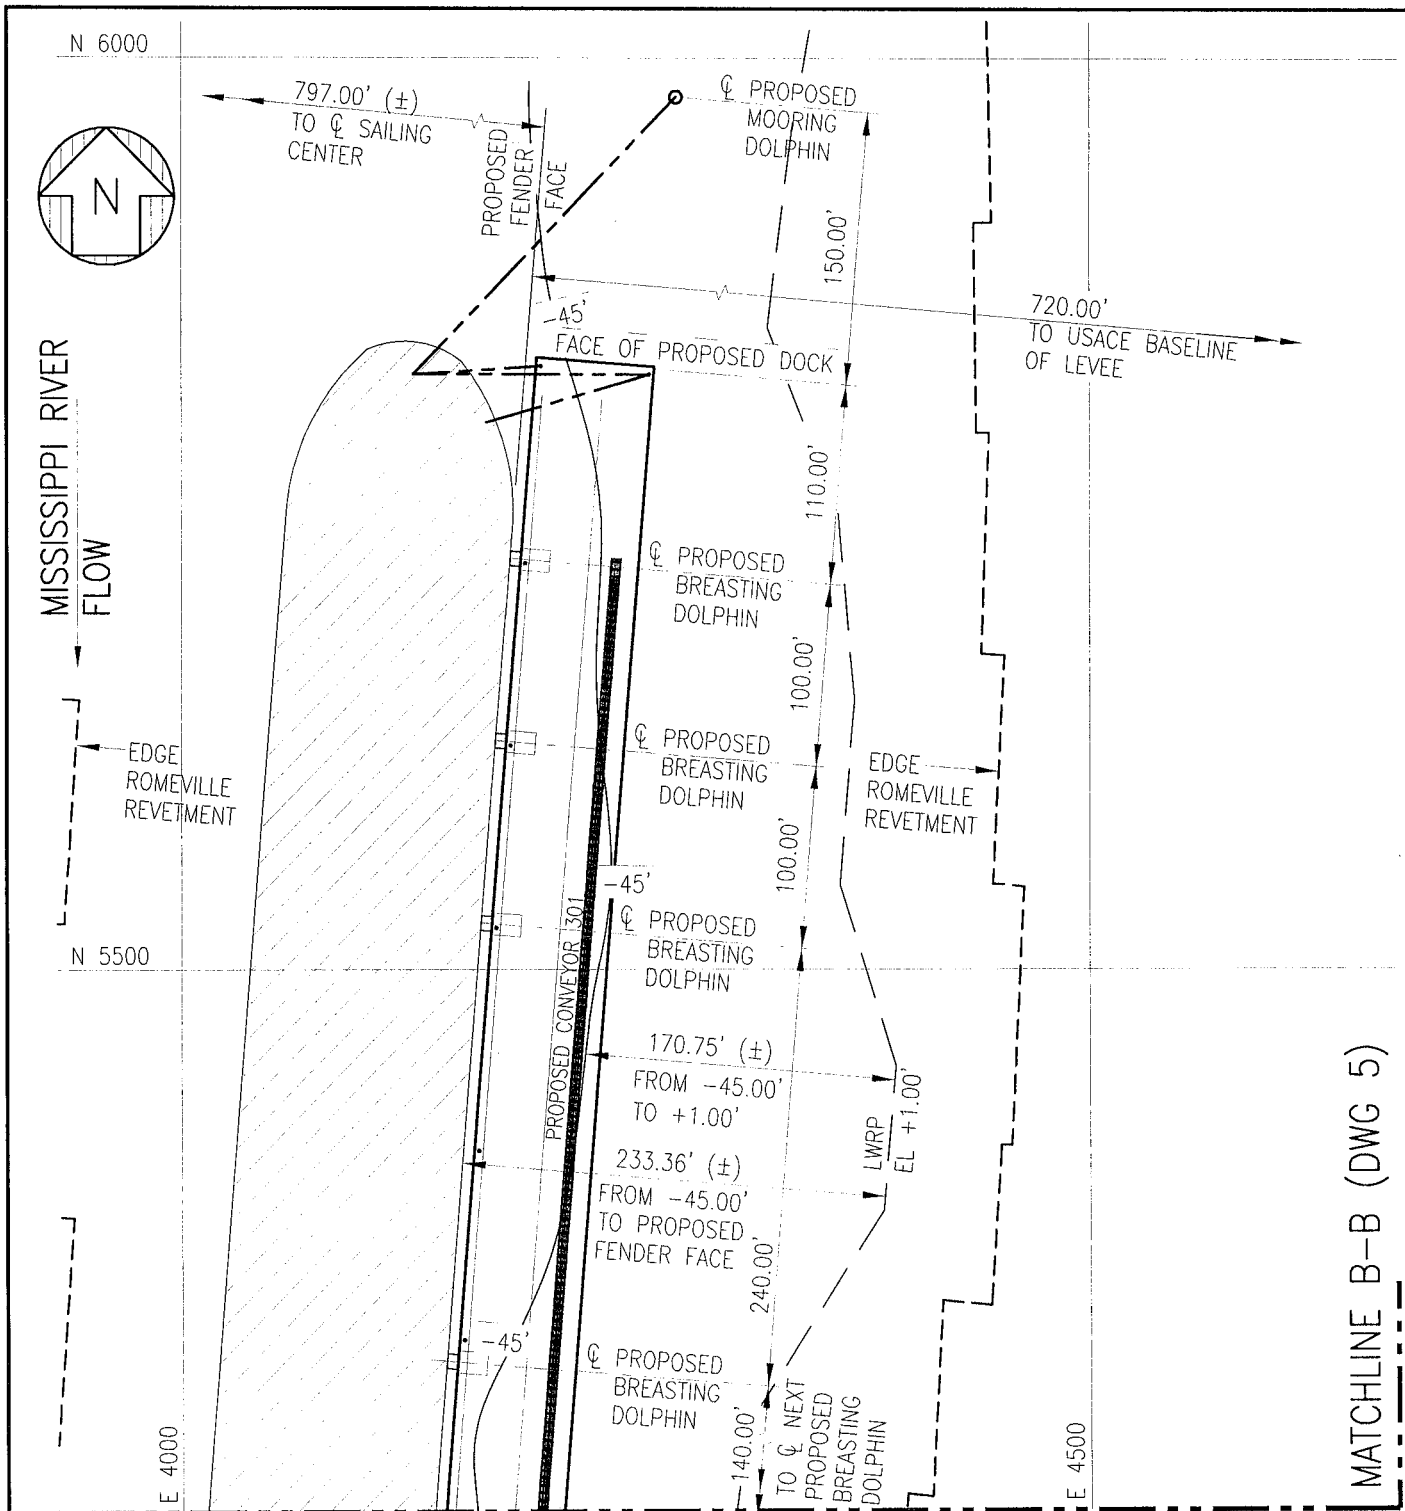 N 6000
797.00' (±)
TO ℄ SAILING
CENTER
PROPOSED
FENDER
FACE
℄ PROPOSED
MOORING
DOLPHIN
N
150.00'
720.00'
TO USACE BASELINE
OF LEVEE
-45'
FACE OF PROPOSED DOCK
MISSISSIPPI RIVER
FLOW
110.00'
℄ PROPOSED
BREASTING
DOLPHIN
100.00'
℄ PROPOSED
BREASTING
DOLPHIN
EDGE
ROMEVILLE
REVETMENT
EDGE
ROMEVILLE
REVETMENT
100.00'
-45'
℄ PROPOSED
BREASTING
DOLPHIN
N 5500
PROPOSED CONVEYOR 301
170.75' (±)
FROM -45.00'
TO +1.00'
LWRP
EL +1.00'
233.36' (±)
FROM -45.00'
TO PROPOSED
FENDER FACE
240.00'
-45'
℄ PROPOSED
BREASTING
DOLPHIN
140.00'
TO ℄ NEXT
PROPOSED
BREASTING
DOLPHIN
E 4000
E 4500
MATCHLINE B-B (DWG 5)